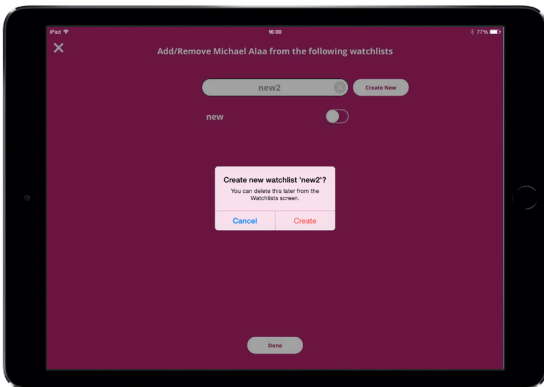 iPad 16:00 77%
Add/Remove Michael Alaa from the following watchlists
new2 Create New
new
Create new watchlist 'new2'?
You can delete this later from the
Watchlists screen.
Cancel Create
Done